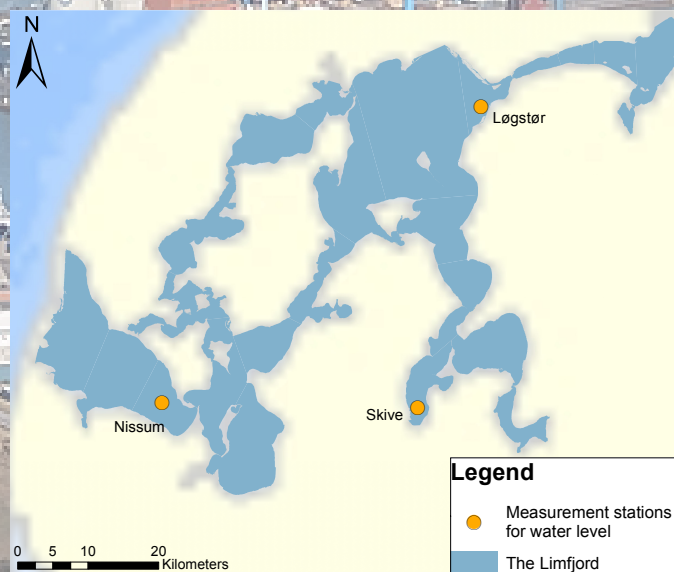 N
Løgstør
Nissum
Skive
Legend
Measurement stations
for water level
The Limfjord
0 5 10 20
Kilometers